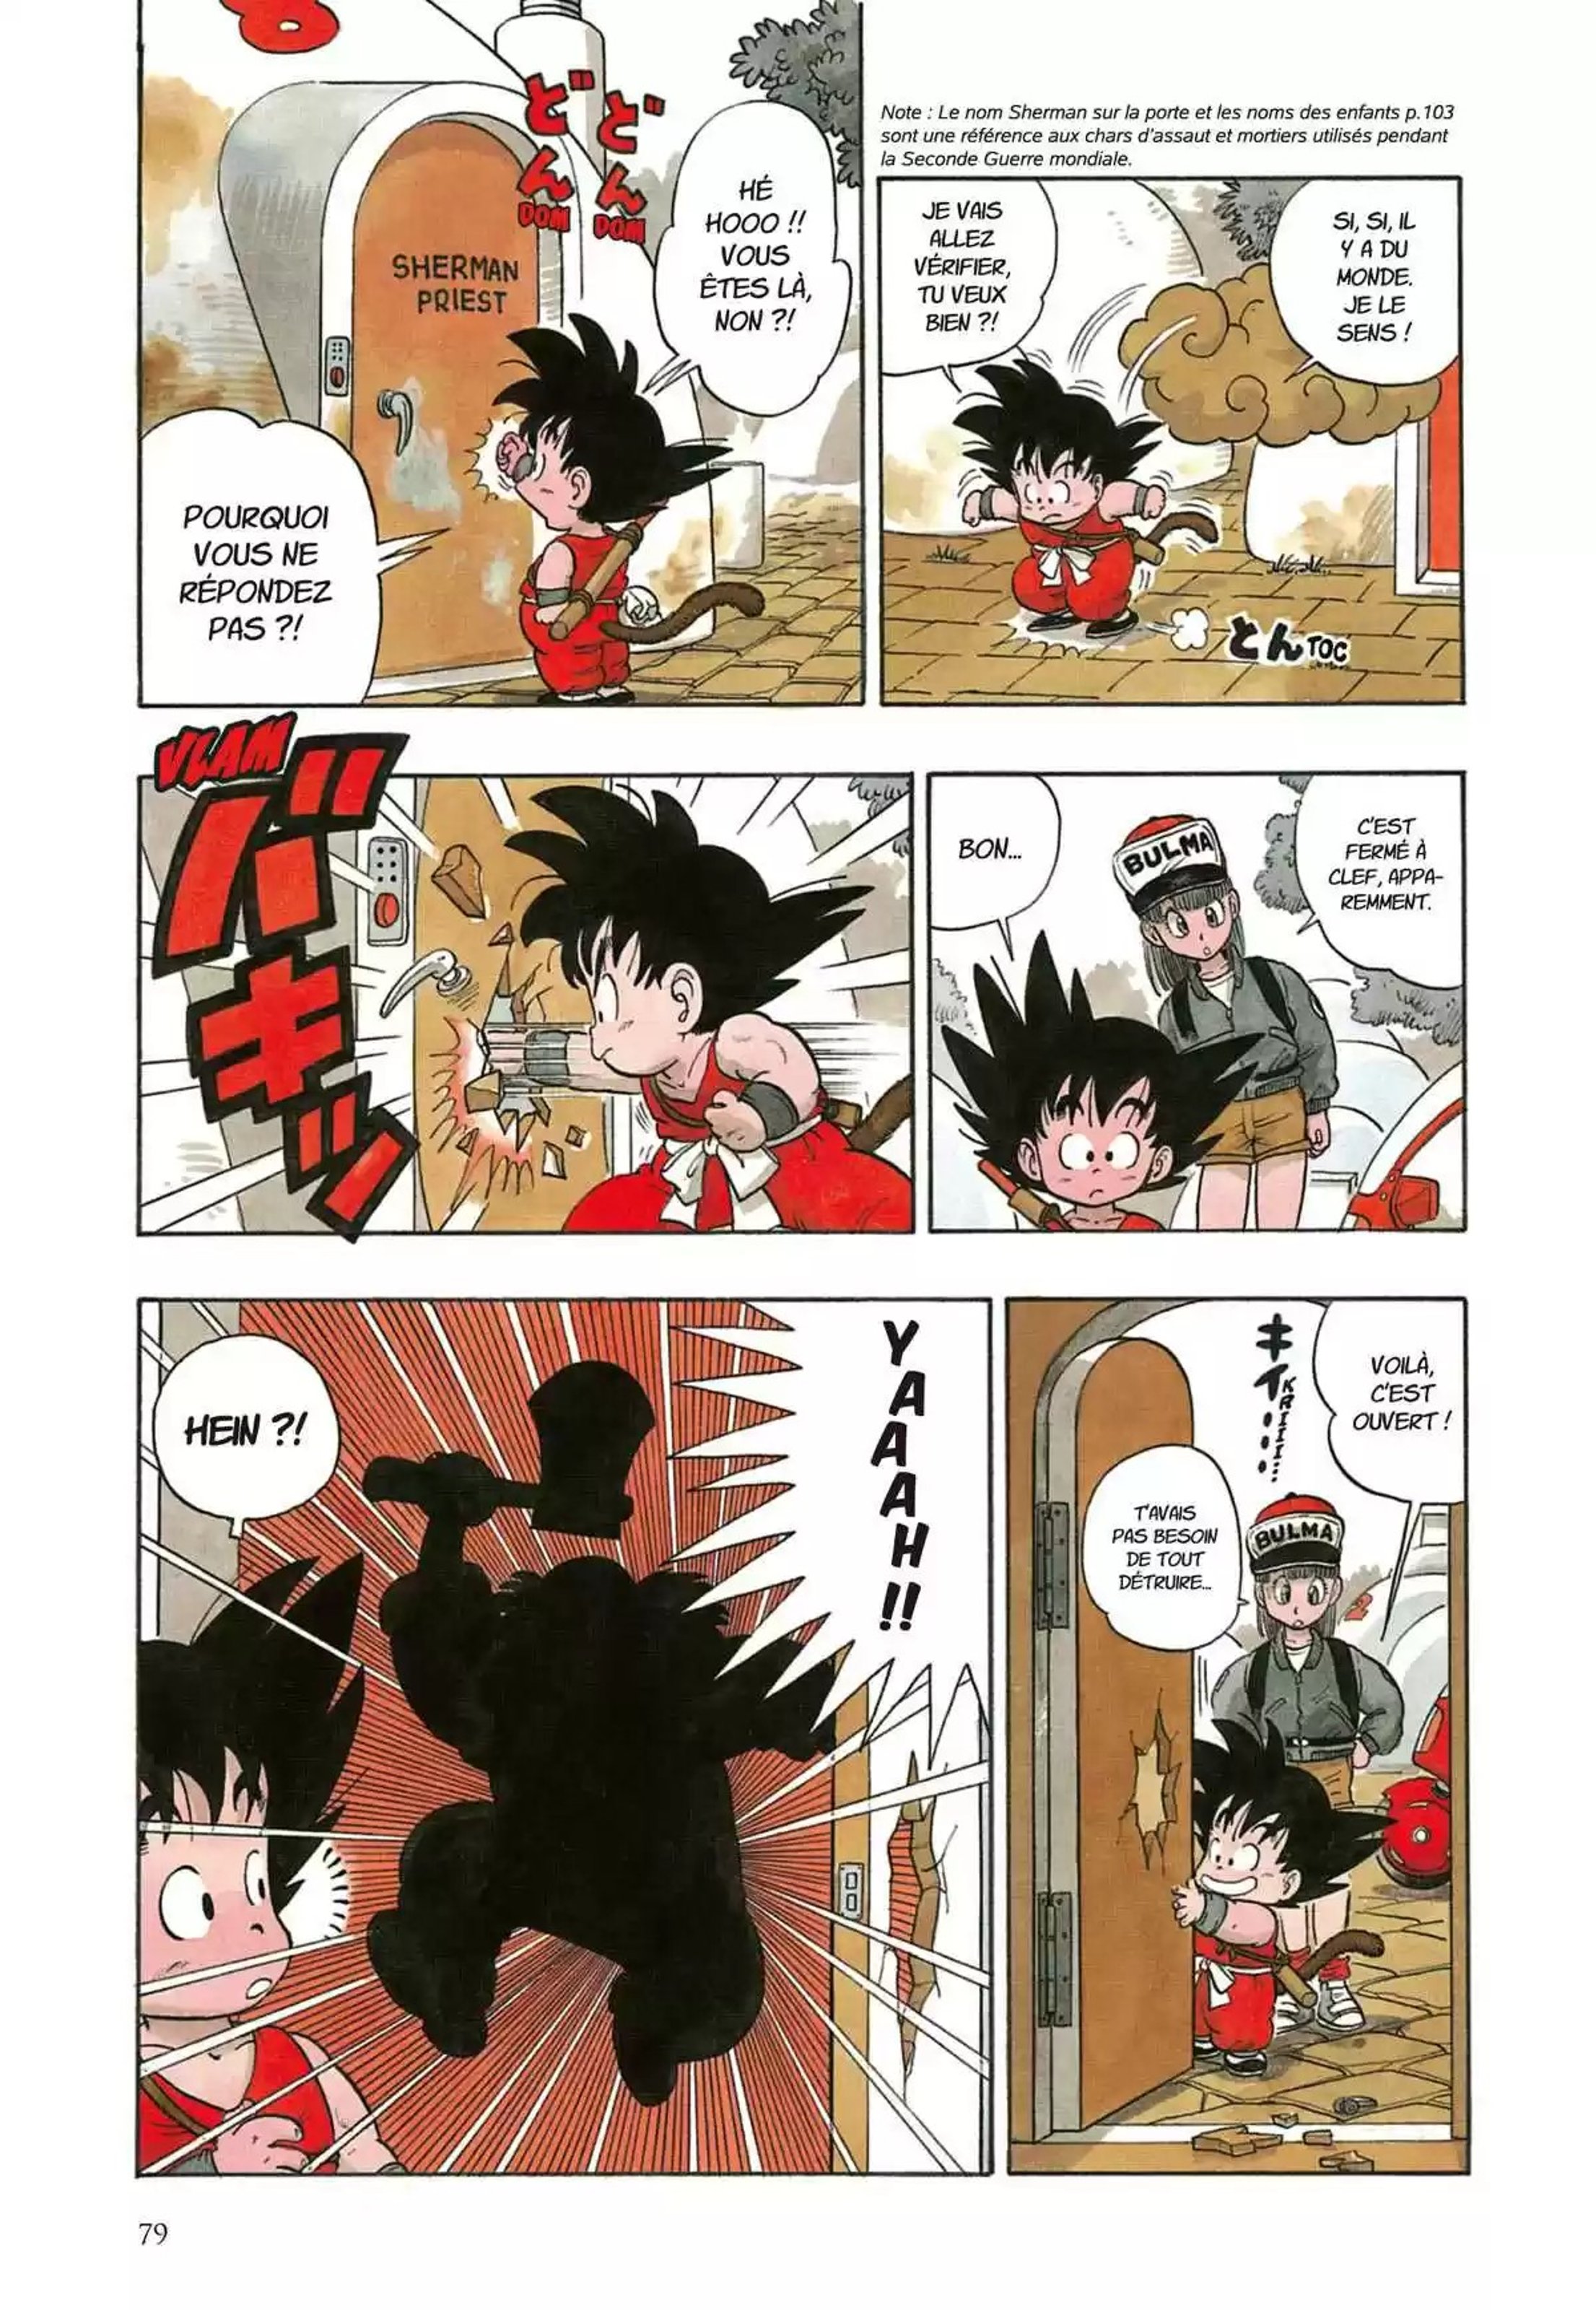 Note : Le nom Sherman sur la porte et les noms des enfants p.103
sont une référence aux chars d'assaut et mortiers utilisés pendant
la Seconde Guerre mondiale.
SI, SI, IL
Y A DU
MONDE.
JE LE
SENS !
JE VAIS
ALLEZ
VÉRIFIER,
TU VEUX
BIEN ?!
とん TOC
8
どん どん
DOM DOM
SHERMAN
PRIEST
HÉ
HOOO !!
VOUS
ÊTES LÀ,
NON ?!
POURQUOI
VOUS NE
RÉPONDEZ
PAS ?!
C'EST
FERMÉ À
CLEF, APPA-
REMMENT.
BULMA
BON...
VLAM
バキッ
VOILÀ,
C'EST
OUVERT !
キイ...
KRIII...
T'AVAIS
PAS BESOIN
DE TOUT
DÉTRUIRE...
BULMA
2
YAAAH !!
HEIN ?!
79